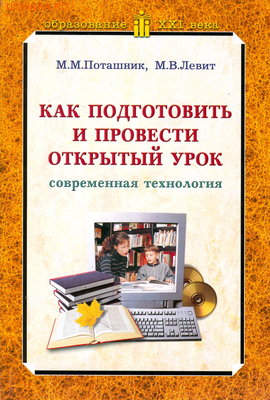 образование XXI века
М.М.Поташник, М.В.Левит
КАК ПОДГОТОВИТЬ
И ПРОВЕСТИ
ОТКРЫТЫЙ УРОК
современная технология